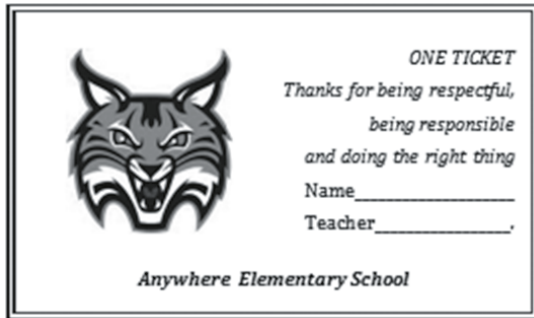 ONE TICKET
Thanks for being respectful,
being responsible
and doing the right thing
Name___________________
Teacher________________.
Anywhere Elementary School